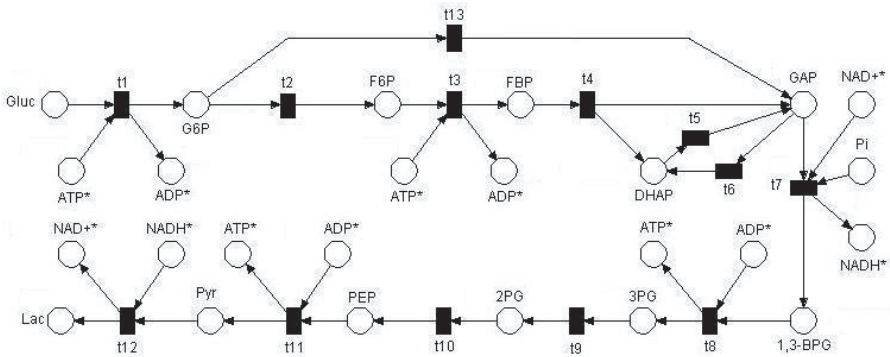 t13
t1 t2 F6P t3 FBP t4 GAP NAD+*
Gluc
G6P t5 Pi
DHAP t6 t7
ATP* ADP* ATP* ADP*
NAD+* NADH* ATP* ADP* ATP* ADP*
NADH*
Pyr PEP 2PG 3PG
Lac
t12 t11 t10 t9 t8 1,3-BPG